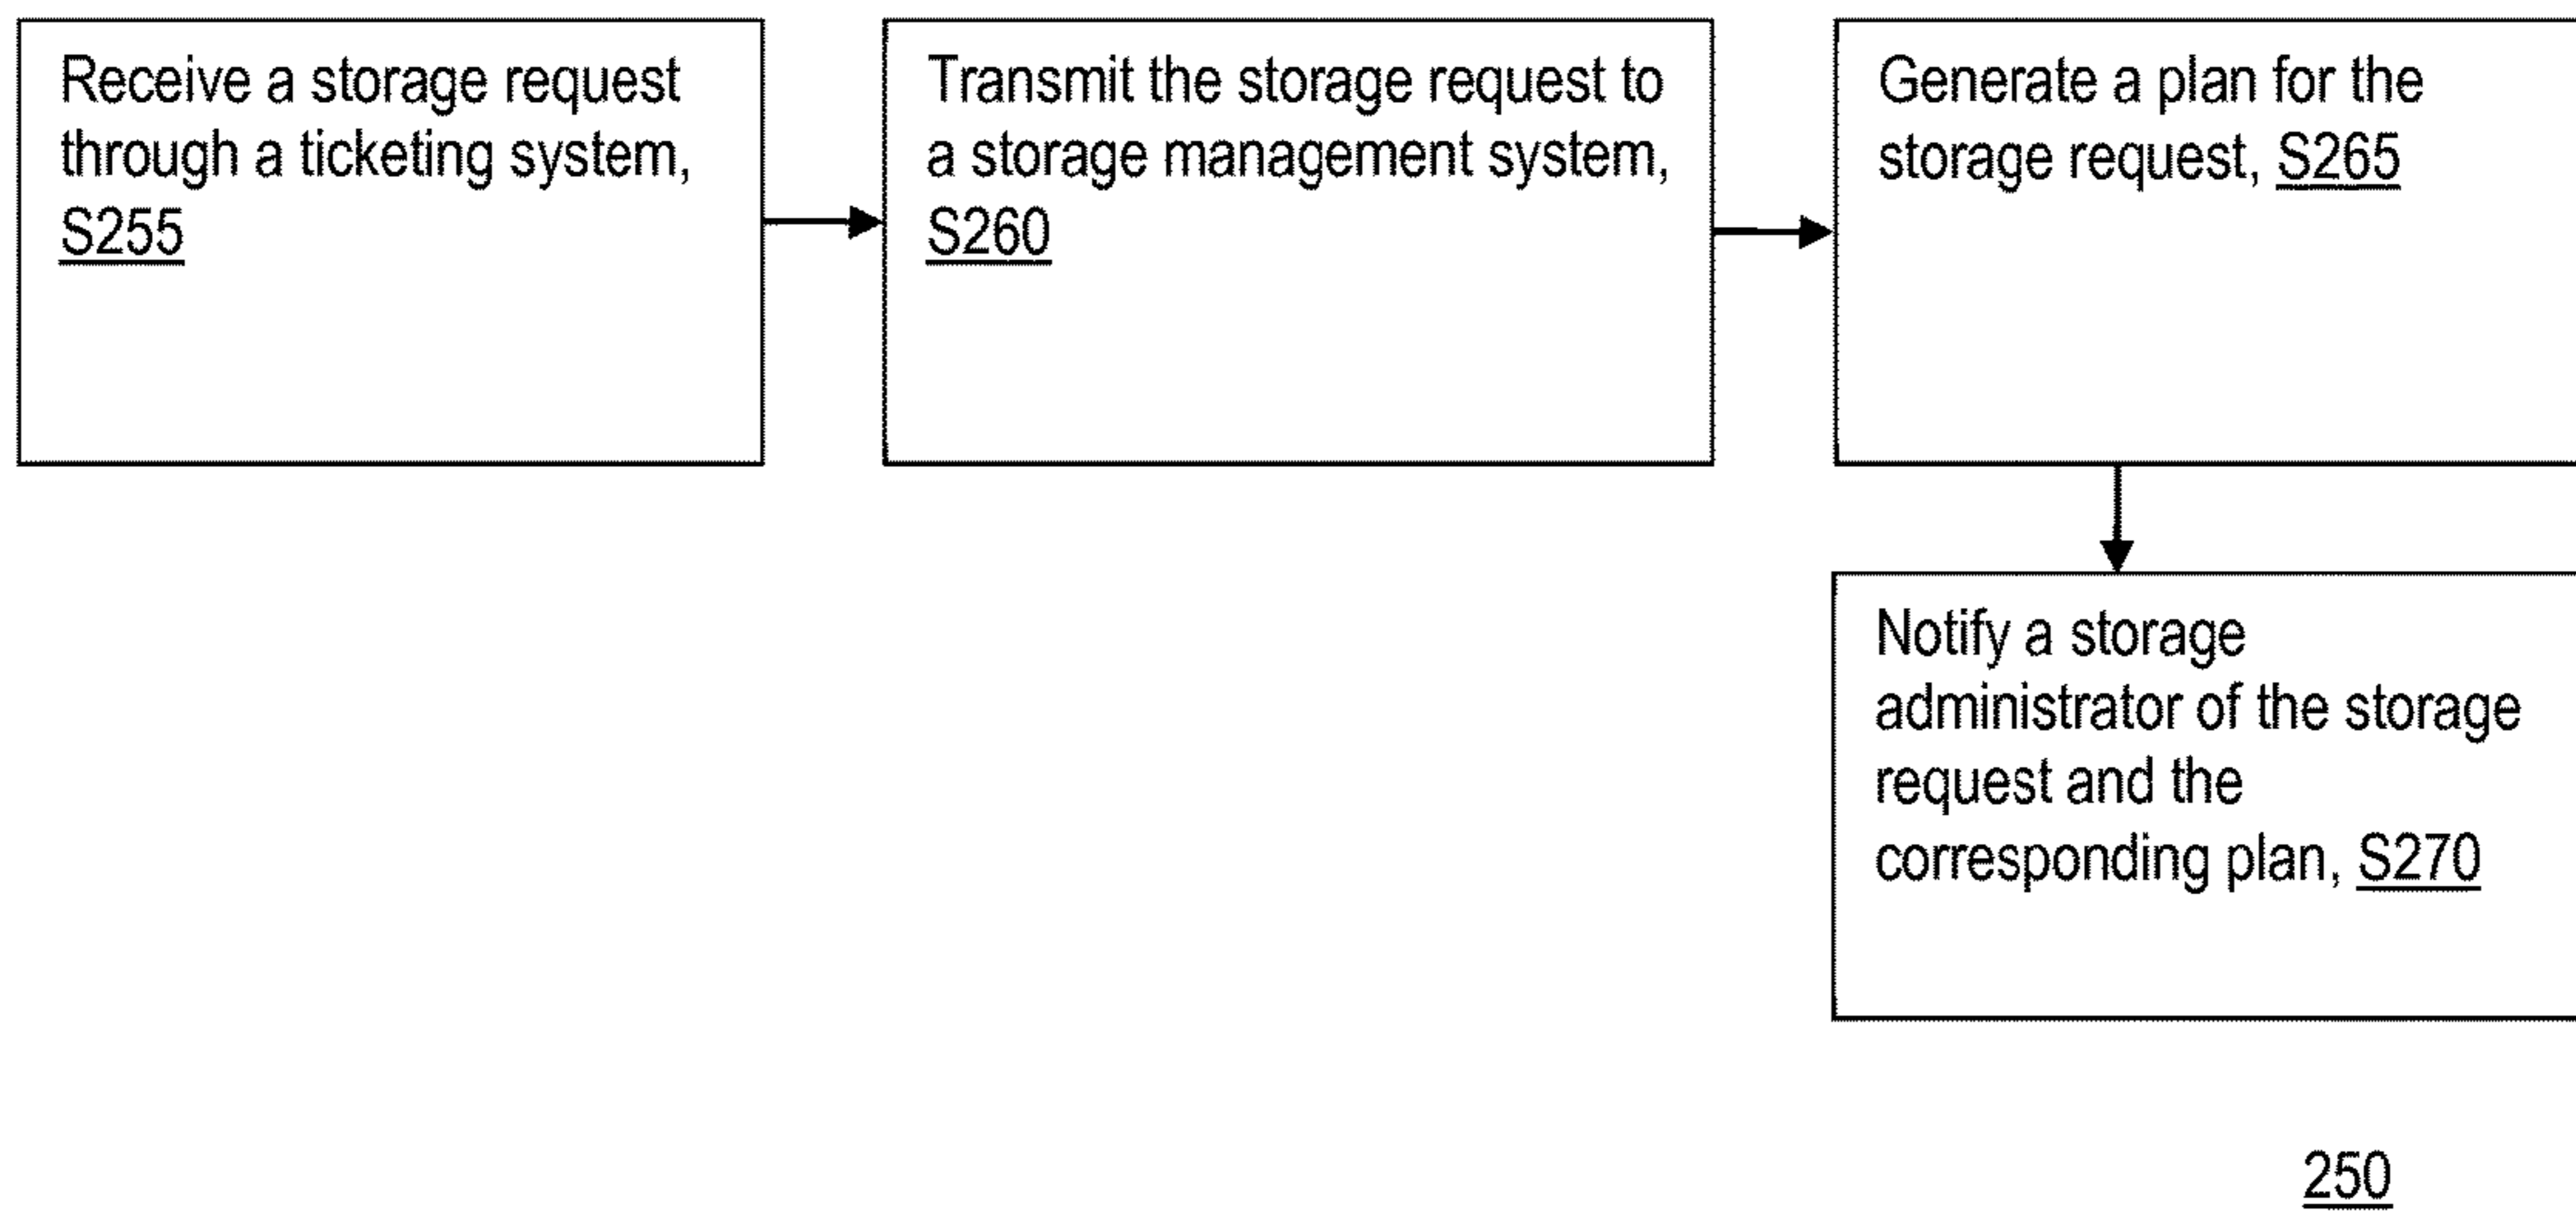 Receive a storage request
through a ticketing system,
S255
Transmit the storage request to
a storage management system,
S260
Generate a plan for the
storage request, S265
Notify a storage
administrator of the storage
request and the
corresponding plan, S270
250